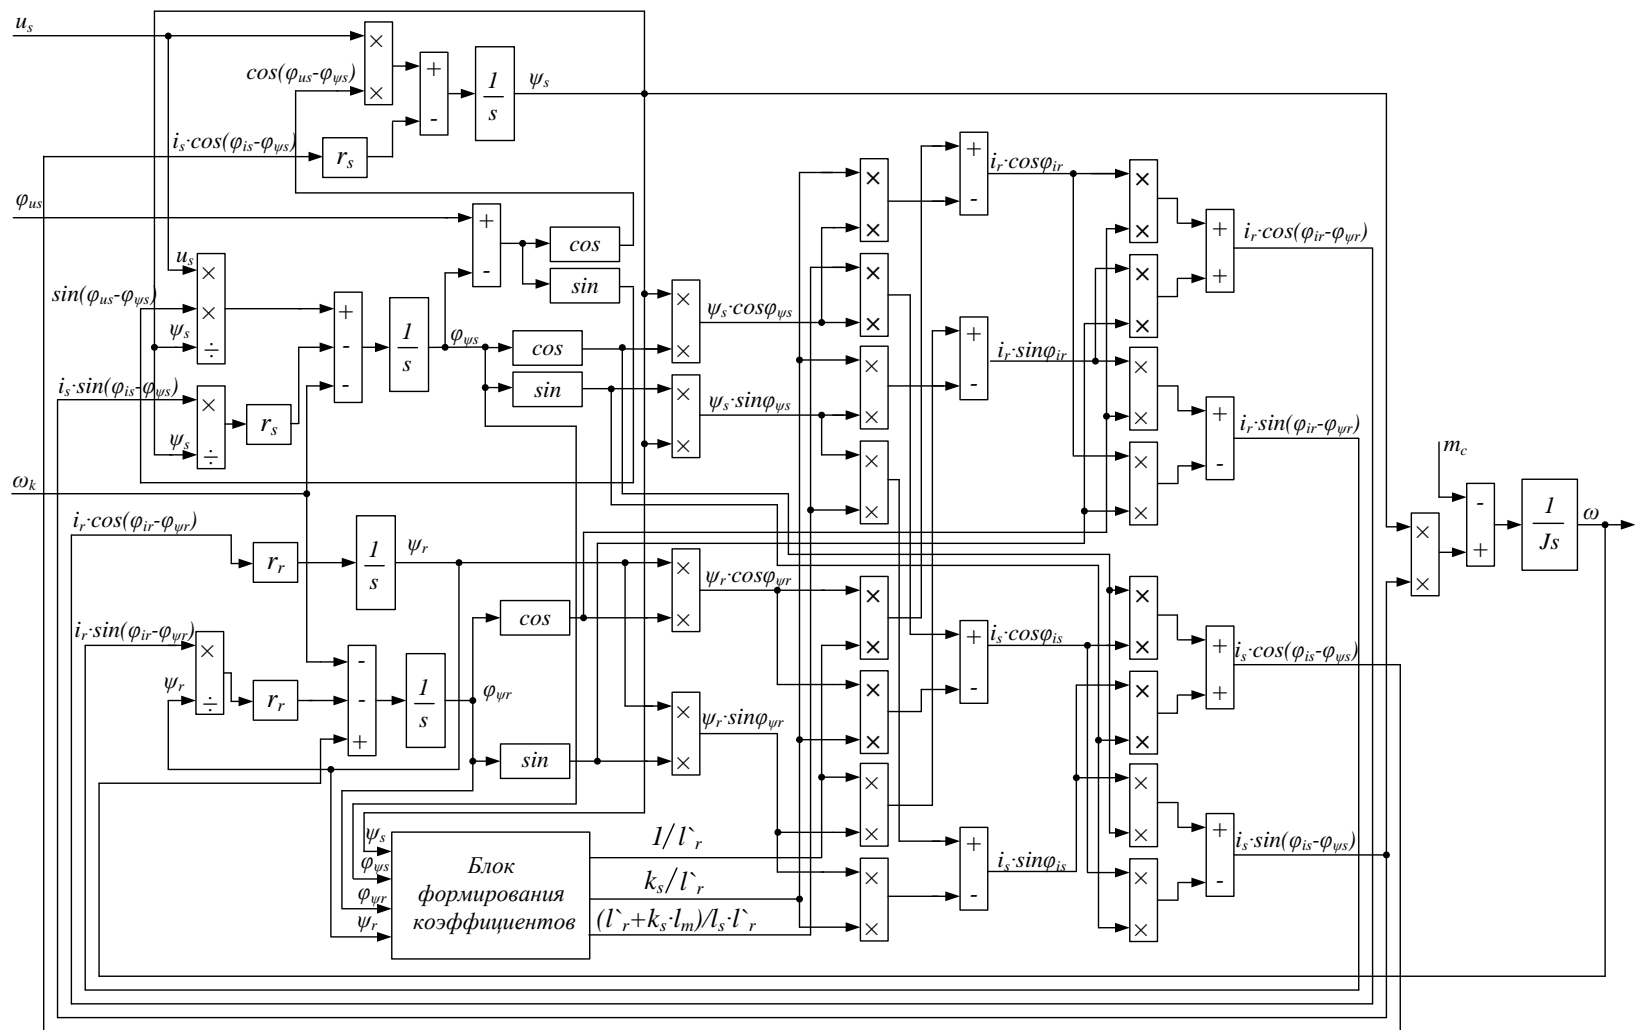 u_s
×
cos(φ_us-φ_ψs)
×
+
-
1/s
ψ_s
i_s·cos(φ_is-φ_ψs)
r_s
φ_us
+
-
cos
sin
u_s
×
sin(φ_us-φ_ψs)
×
ψ_s
÷
+
-
-
1/s
φ_ψs
cos
sin
i_s·sin(φ_is-φ_ψs)
×
r_s
ψ_s
÷
×
×
ψ_s·cosφ_ψs
×
×
ψ_s·sinφ_ψs
×
×
×
×
×
×
×
×
+
-
i_r·cosφ_ir
+
-
i_r·sinφ_ir
×
×
×
×
×
×
×
×
+
+
i_r·cos(φ_ir-φ_ψr)
+
-
i_r·sin(φ_ir-φ_ψr)
m_c
×
×
-
+
1/Js
ω
ω_k
i_r·cos(φ_ir-φ_ψr)
r_r
1/s
ψ_r
i_r·sin(φ_ir-φ_ψr)
×
ψ_r
÷
r_r
-
-
+
1/s
φ_ψr
cos
sin
×
×
ψ_r·cosφ_ψr
×
×
ψ_r·sinφ_ψr
×
×
×
×
×
×
×
×
+
-
i_s·cosφ_is
+
-
i_s·sinφ_is
×
×
×
×
×
×
×
×
+
+
i_s·cos(φ_is-φ_ψs)
+
-
i_s·sin(φ_is-φ_ψs)
ψ_s
φ_ψs
φ_ψr
ψ_r
Блок
формирования
коэффициентов
1/l`_r
k_s/l`_r
(l`_r+k_s·l_m)/l_s·l`_r